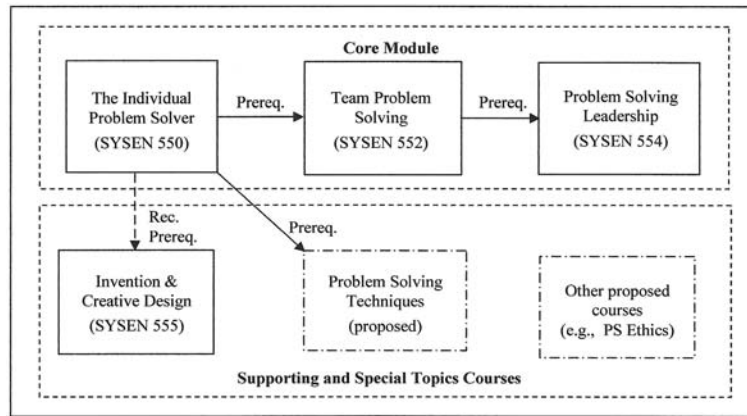 Core Module
The Individual
Problem Solver
(SYSEN 550)
Prereq.
Team Problem
Solving
(SYSEN 552)
Prereq.
Problem Solving
Leadership
(SYSEN 554)
Rec.
Prereq.
Prereq.
Invention &
Creative Design
(SYSEN 555)
Problem Solving
Techniques
(proposed)
Other proposed
courses
(e.g., PS Ethics)
Supporting and Special Topics Courses